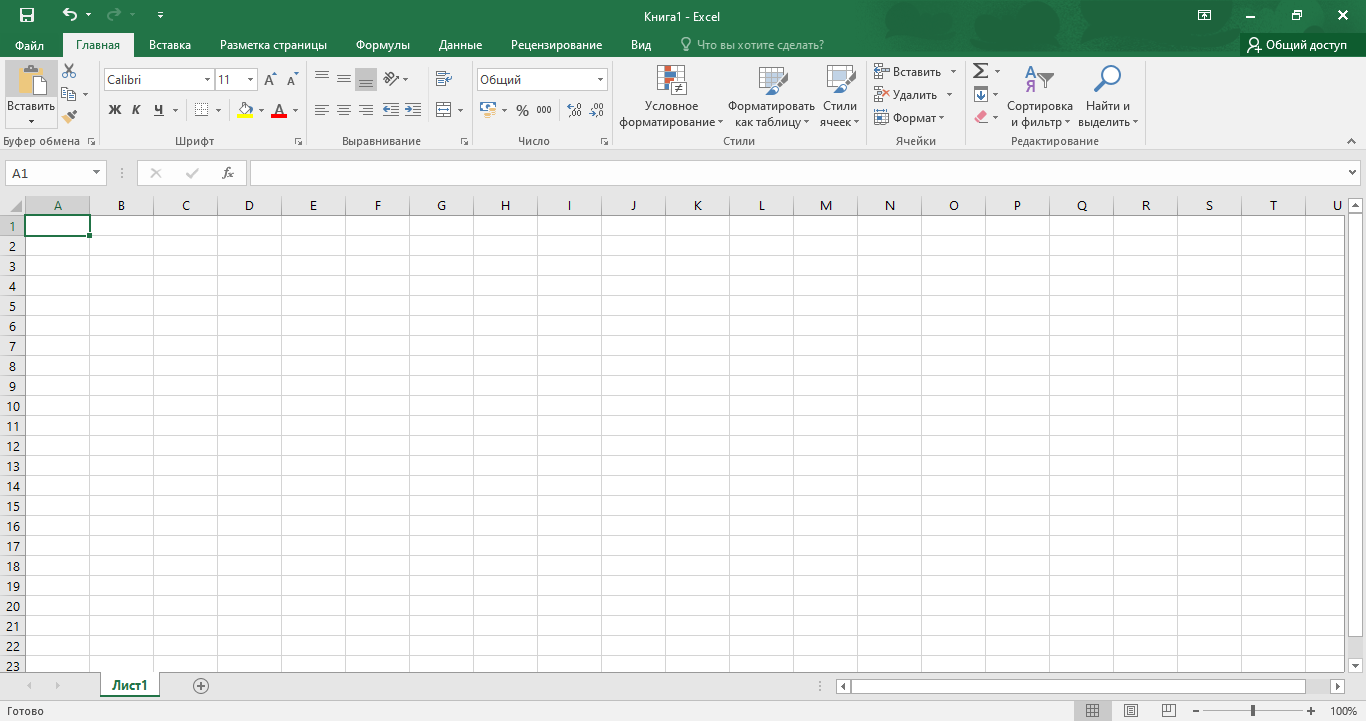 Книга1 - Excel
Файл Главная Вставка Разметка страницы Формулы Данные Рецензирование Вид Что вы хотите сделать? Общий доступ
Вставить
Буфер обмена
Calibri 11
Ж К Ч А
Шрифт
Выравнивание
Общий
% 000
Число
Условное форматирование
Форматировать как таблицу
Стили ячеек
Стили
Вставить
Удалить
Формат
Ячейки
Сортировка и фильтр
Найти и выделить
Редактирование
A1 fx
A B C D E F G H I J K L M N O P Q R S T U
1
2
3
4
5
6
7
8
9
10
11
12
13
14
15
16
17
18
19
20
21
22
23
Лист1
Готово 100%